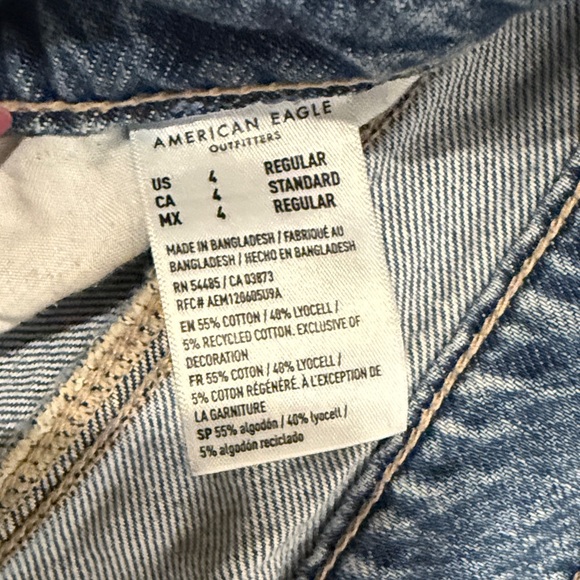 AMERICAN EAGLE
OUTFITTERS
US 4 REGULAR
CA 4 STANDARD
MX 4 REGULAR
MADE IN BANGLADESH / FABRIQUÉ AU
BANGLADESH / HECHO EN BANGLADESH
RN 54485 / CA 03873
RFC# AEM120605U9A
EN 55% COTTON / 40% LYOCELL /
5% RECYCLED COTTON. EXCLUSIVE OF
DECORATION
FR 55% COTON / 40% LYOCELL /
5% COTON RÉGÉNÉRÉ. À L'EXCEPTION DE
LA GARNITURE
SP 55% algodón / 40% lyocell /
5% algodón reciclado